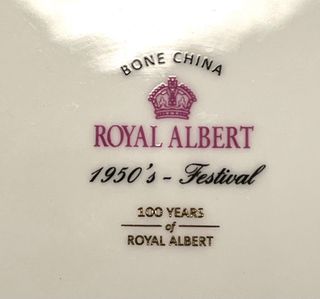 BONE CHINA
ROYAL ALBERT
1950's - Festival
100 YEARS
of
ROYAL ALBERT